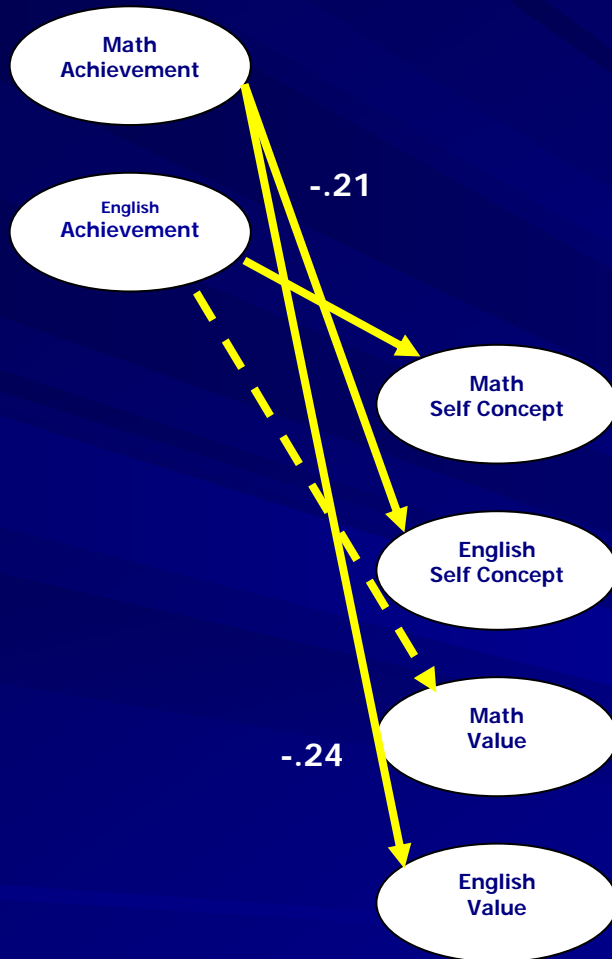 Math
Achievement
English
Achievement
-.21
Math
Self Concept
English
Self Concept
Math
Value
-.24
English
Value